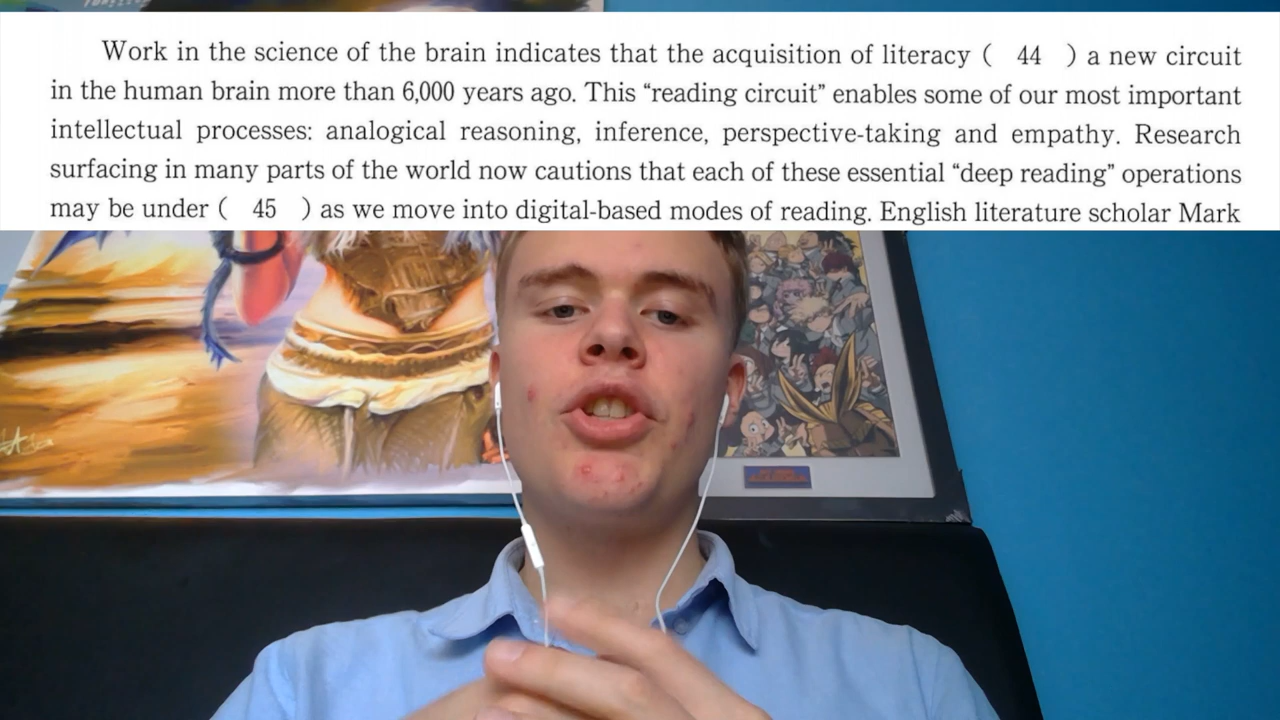 Work in the science of the brain indicates that the acquisition of literacy ( 44 ) a new circuit
in the human brain more than 6,000 years ago. This “reading circuit” enables some of our most important
intellectual processes: analogical reasoning, inference, perspective-taking and empathy. Research
surfacing in many parts of the world now cautions that each of these essential “deep reading” operations
may be under ( 45 ) as we move into digital-based modes of reading. English literature scholar Mark